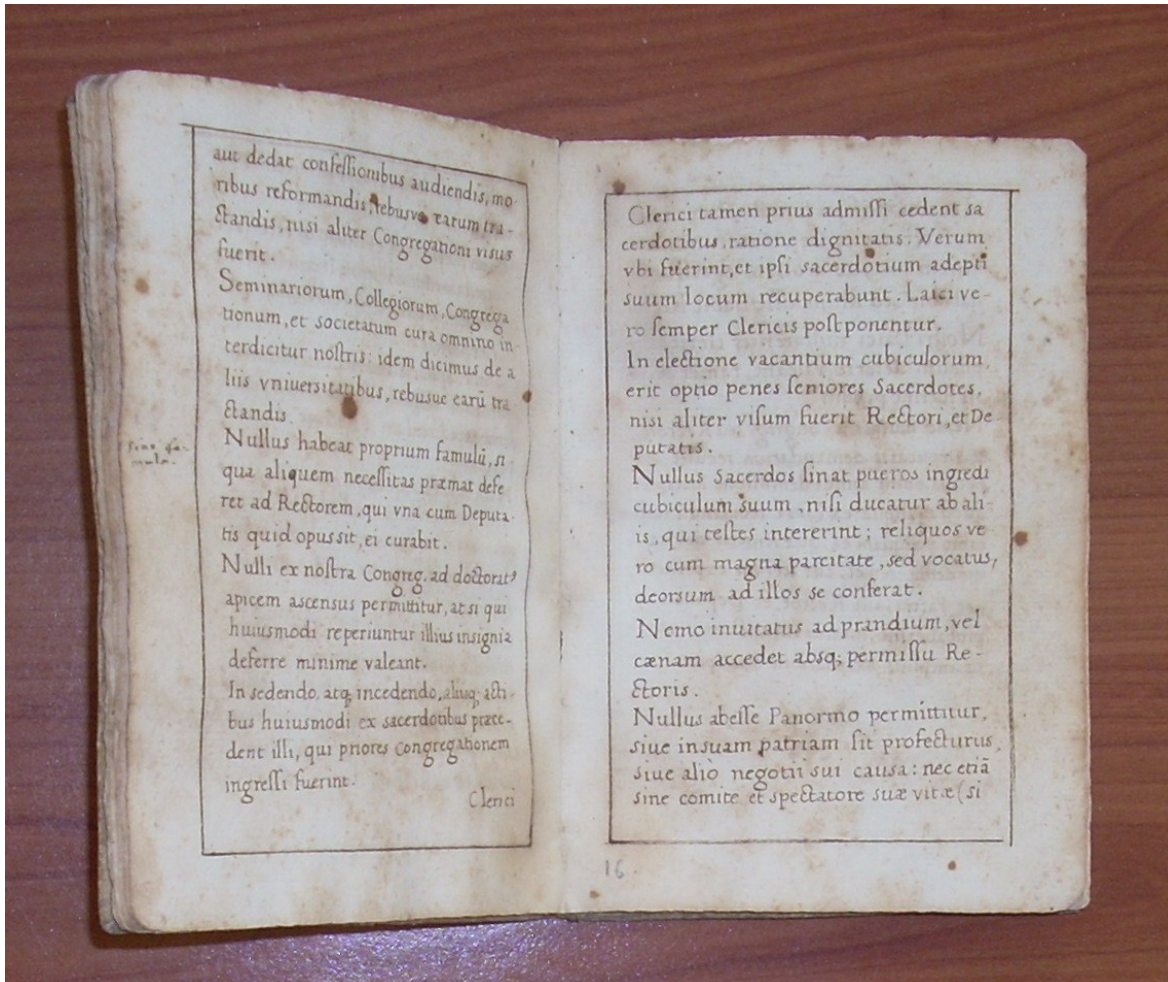 aut dedat confeſſionibus audiendis, mo-
ribus reformandis, rebusve earum tra-
ctandis, nisi aliter Congregationi visus
fuerit.
Seminariorum, Collegiorum, Congrega
tionum, et societatum cura omnino in-
terdicitur noſtris: idem dicimus de a
liis vniversitatibus, rebusue earū tra
ctandis.
Nullus habeat proprium famulū, si
qua aliquem neceſſitas præmat defe
ret ad Rectorem, qui vna cum Deputa-
tis quid opus sit, ei curabit.
sine fa-
mulo.
Nulli ex noſtra Congreg. ad doctorat⁹
apicem ascensus permittitur, at si qui
huiusmodi reperiuntur illius insignia
deferre minime valeant.
In sedendo, atq; incedendo, aliisq; acti-
bus huiusmodi ex sacerdotibus præce-
dent illi, qui priores Congregationem
ingreſſi fuerint.
Clerici
Clerici tamen prius admiſſi cedent sa
cerdotibus, ratione dignitatis. Verum
vbi fuerint, et ipſi sacerdotium adepti
suum locum recuperabunt. Laici ve-
ro ſemper Clericis poſtponentur.
In electione vacantium cubiculorum,
erit optio penes ſeniores Sacerdotes,
nisi aliter viſum fuerit Rectori, et De
putatis.
Nullus Sacerdos ſinat pueros ingredi
cubiculum suum, niſi ducatur ab ali-
is, qui teſtes intererint; reliquos ve-
ro cum magna parcitate, sed vocatus,
deorsum ad illos se conferat.
Nemo inuitatus ad prandium, vel
cænam accedet absq; permiſſu Re-
ctoris.
Nullus abeſſe Panormo permittitur,
siue in suam patriam ſit profecturus,
siue aliò negotii sui causa: nec etiā
sine comite et spectatore suæ vitæ (si
16